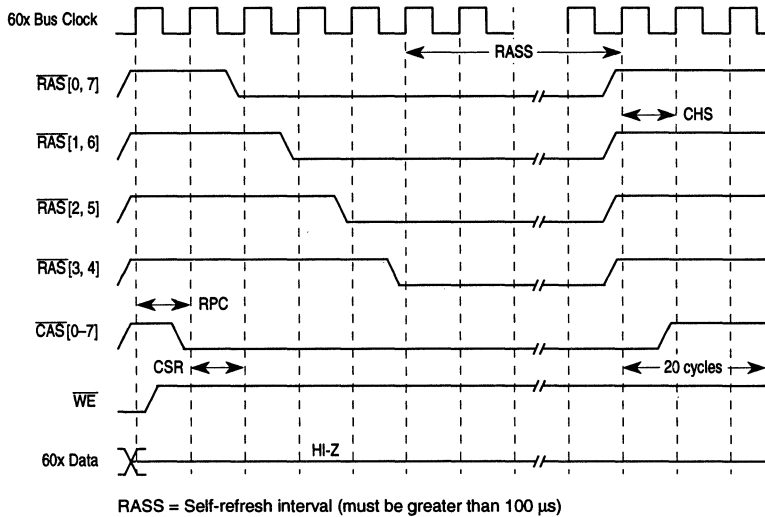 60x Bus Clock
RASS
RAS[0, 7]
CHS
RAS[1, 6]
RAS[2, 5]
RAS[3, 4]
RPC
CAS[0–7]
CSR
20 cycles
WE
HI-Z
60x Data
RASS = Self-refresh interval (must be greater than 100 µs)